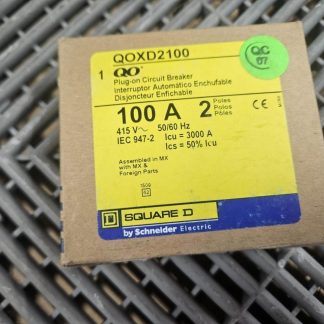 QOXD2100
1 QO
Plug-on Circuit Breaker
Interruptor Automático Enchufable
Disjoncteur Enfichable
QC
67
100 A 2 Poles
Polos
Pôles
415 V~ 50/60 Hz
IEC 947-2 Icu = 3000 A
Ics = 50% Icu
CE
Assembled in MX
with MX &
Foreign Parts
SQUARE D
by Schneider Electric